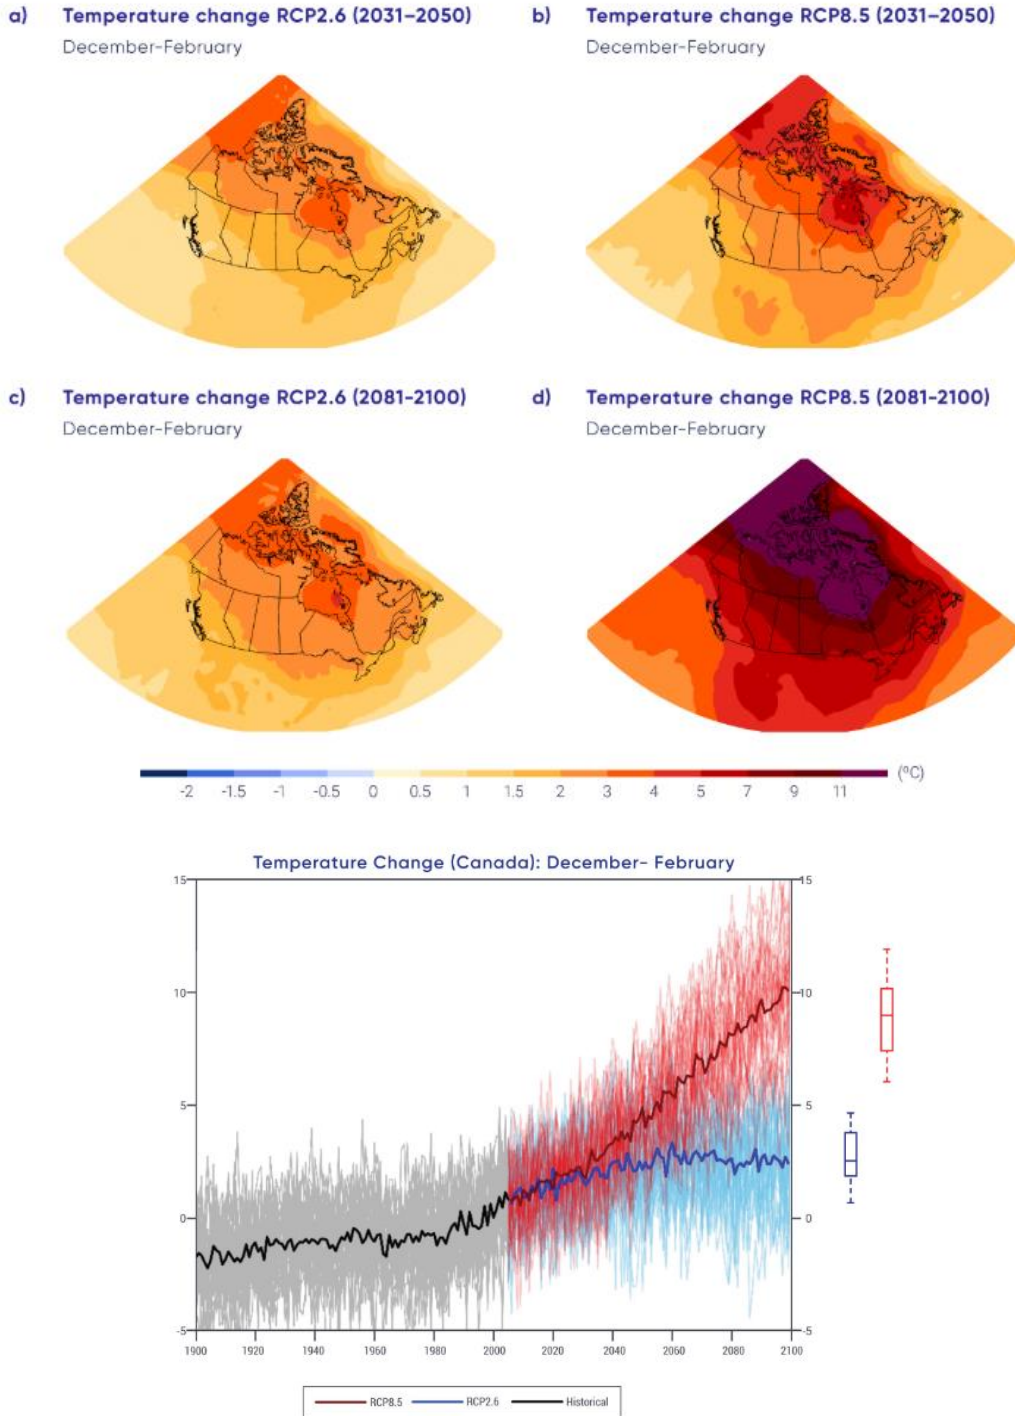 a) Temperature change RCP2.6 (2031–2050)
December-February
b) Temperature change RCP8.5 (2031–2050)
December-February
c) Temperature change RCP2.6 (2081-2100)
December-February
d) Temperature change RCP8.5 (2081-2100)
December-February
-2 -1.5 -1 -0.5 0 0.5 1 1.5 2 3 4 5 7 9 11 (ºC)
Temperature Change (Canada): December- February
15 15
10 10
5 5
0 0
-5 -5
1900 1920 1940 1960 1980 2000 2020 2040 2060 2080 2100
RCP8.5 RCP2.6 Historical